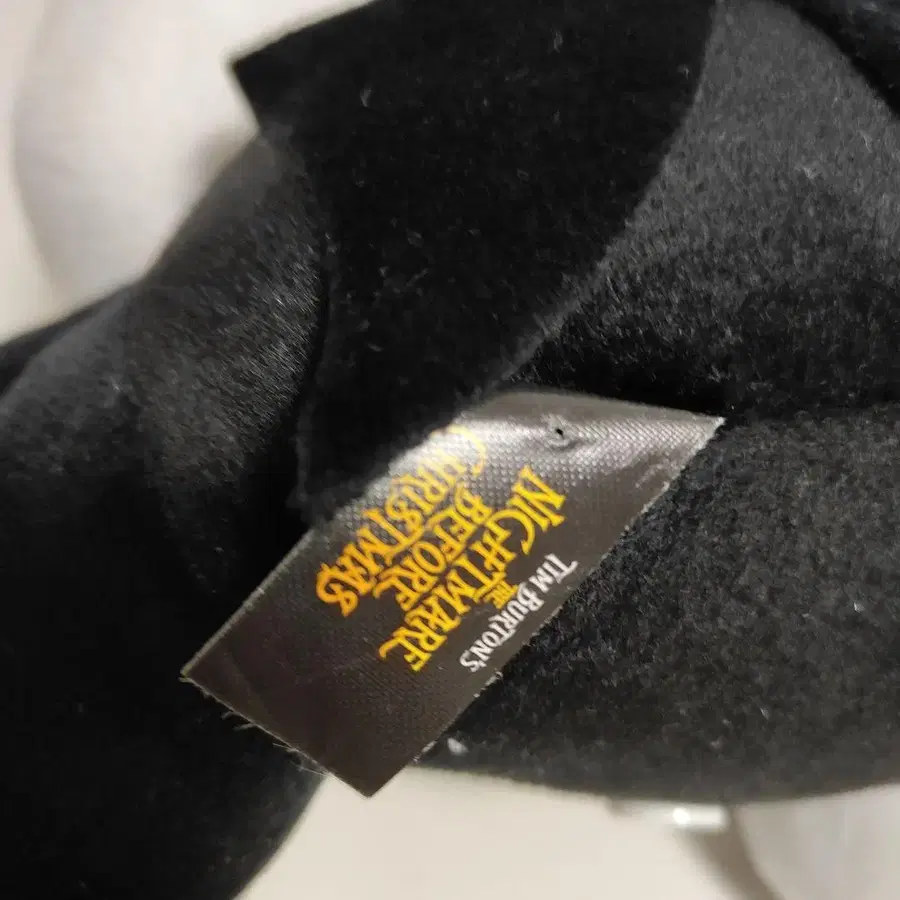 TIM BURTON'S
THE
NIGHTMARE
BEFORE
CHRISTMAS